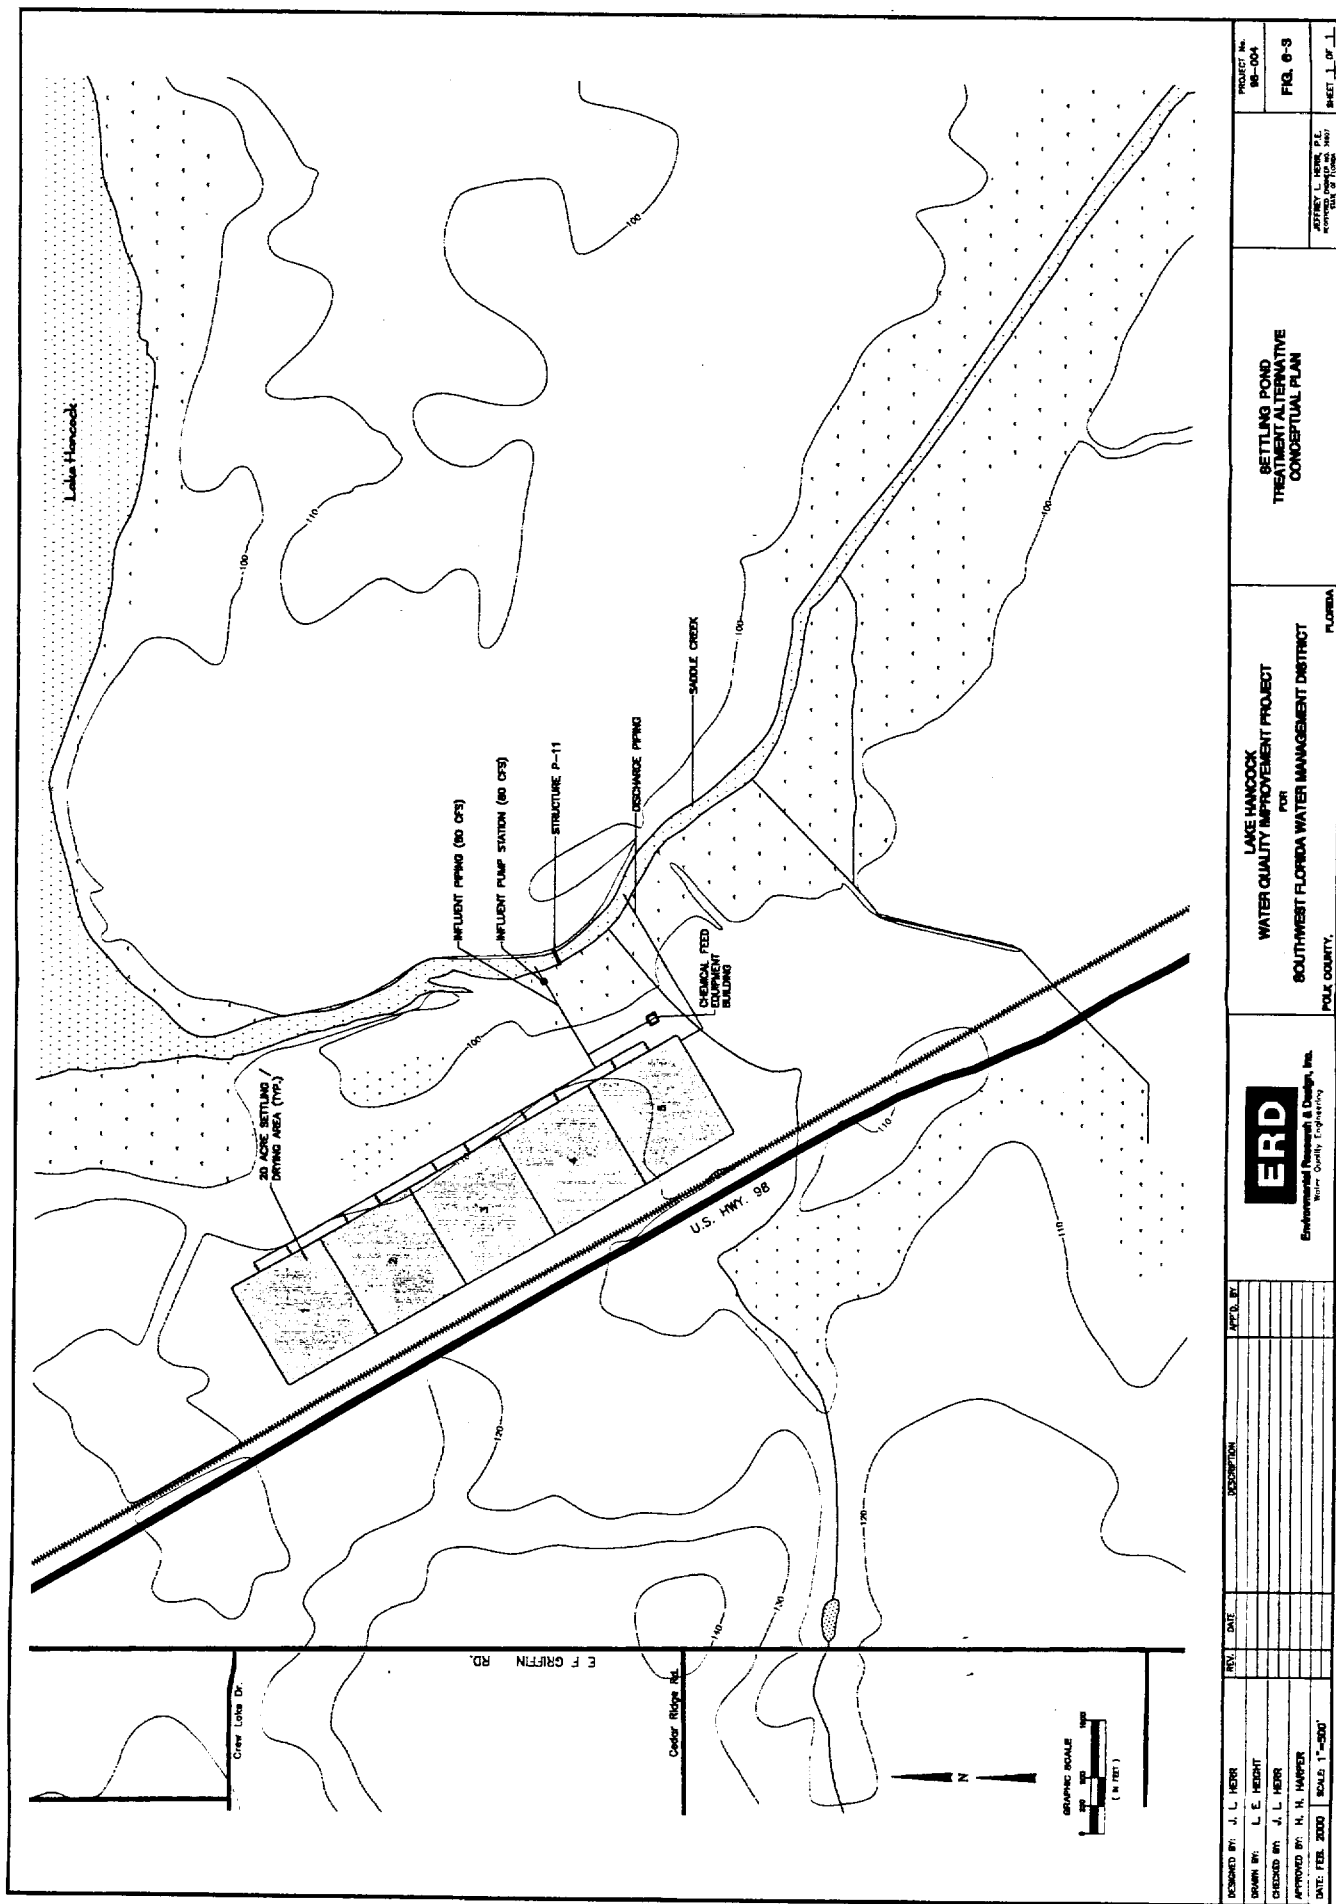 Lake Hancock
100
100
110
100
100
INFLUENT PIPING (80 CFS)
INFLUENT PUMP STATION (80 CFS)
STRUCTURE P-11
DISCHARGE PIPING
SADDLE CREEK
CHEMICAL FEED
EQUIPMENT
BUILDING
20 ACRE SETTLING /
DRYING AREA (TYP.)
100
1
2
3
4
5
U.S. HWY. 98
110
110
120
120
130
140
E F GRIFFIN RD.
Crew Lake Dr.
Cedar Ridge Rd.
N
GRAPHIC SCALE
0
500
1000
( IN FEET )
DESIGNED BY: J. L. HERR
DRAWN BY: L. E. HEIGHT
CHECKED BY: J. L. HERR
APPROVED BY: H. H. HARPER
DATE: FEB. 2000 SCALE: 1"=500'
REV. DATE DESCRIPTION APP'D. BY
ERD
Environmental Research & Design, Inc.
Water Quality Engineering
LAKE HANCOCK
WATER QUALITY IMPROVEMENT PROJECT
FOR
SOUTHWEST FLORIDA WATER MANAGEMENT DISTRICT
POLK COUNTY, FLORIDA
SETTLING POND
TREATMENT ALTERNATIVE
CONCEPTUAL PLAN
JEFFREY L. HERR, P.E.
STATE OF FLORIDA
PROJECT No.
98-004
FIG. 6-3
SHEET 1 OF 1